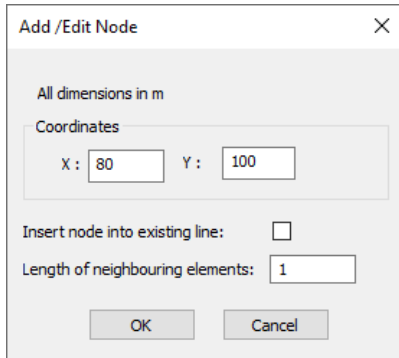 Add /Edit Node
All dimensions in m
Coordinates
X : 80 Y : 100
Insert node into existing line:
Length of neighbouring elements: 1
OK Cancel